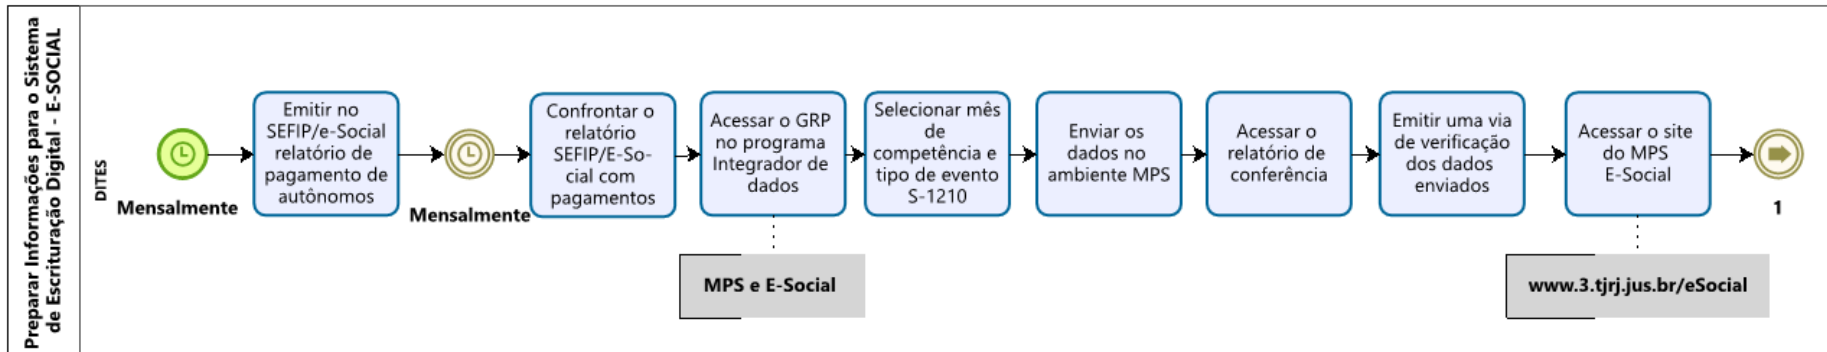 Preparar Informações para o Sistema
de Escrituração Digital - E-SOCIAL
DITES
Mensalmente
Emitir no
SEFIP/e-Social
relatório de
pagamento de
autônomos
Mensalmente
Confrontar o
relatório
SEFIP/E-So-
cial com
pagamentos
Acessar o GRP
no programa
Integrador de
dados
MPS e E-Social
Selecionar mês
de
competência e
tipo de evento
S-1210
Enviar os
dados no
ambiente MPS
Acessar o
relatório de
conferência
Emitir uma via
de verificação
dos dados
enviados
Acessar o site
do MPS
E-Social
www.3.tjrj.jus.br/eSocial
1